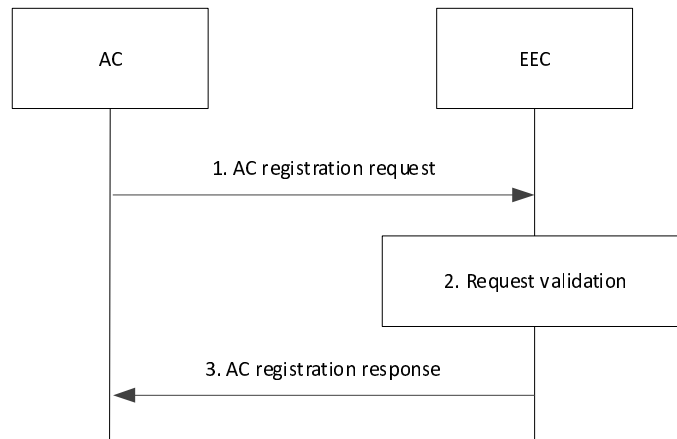 AC
EEC
1. AC registration request
2. Request validation
3. AC registration response